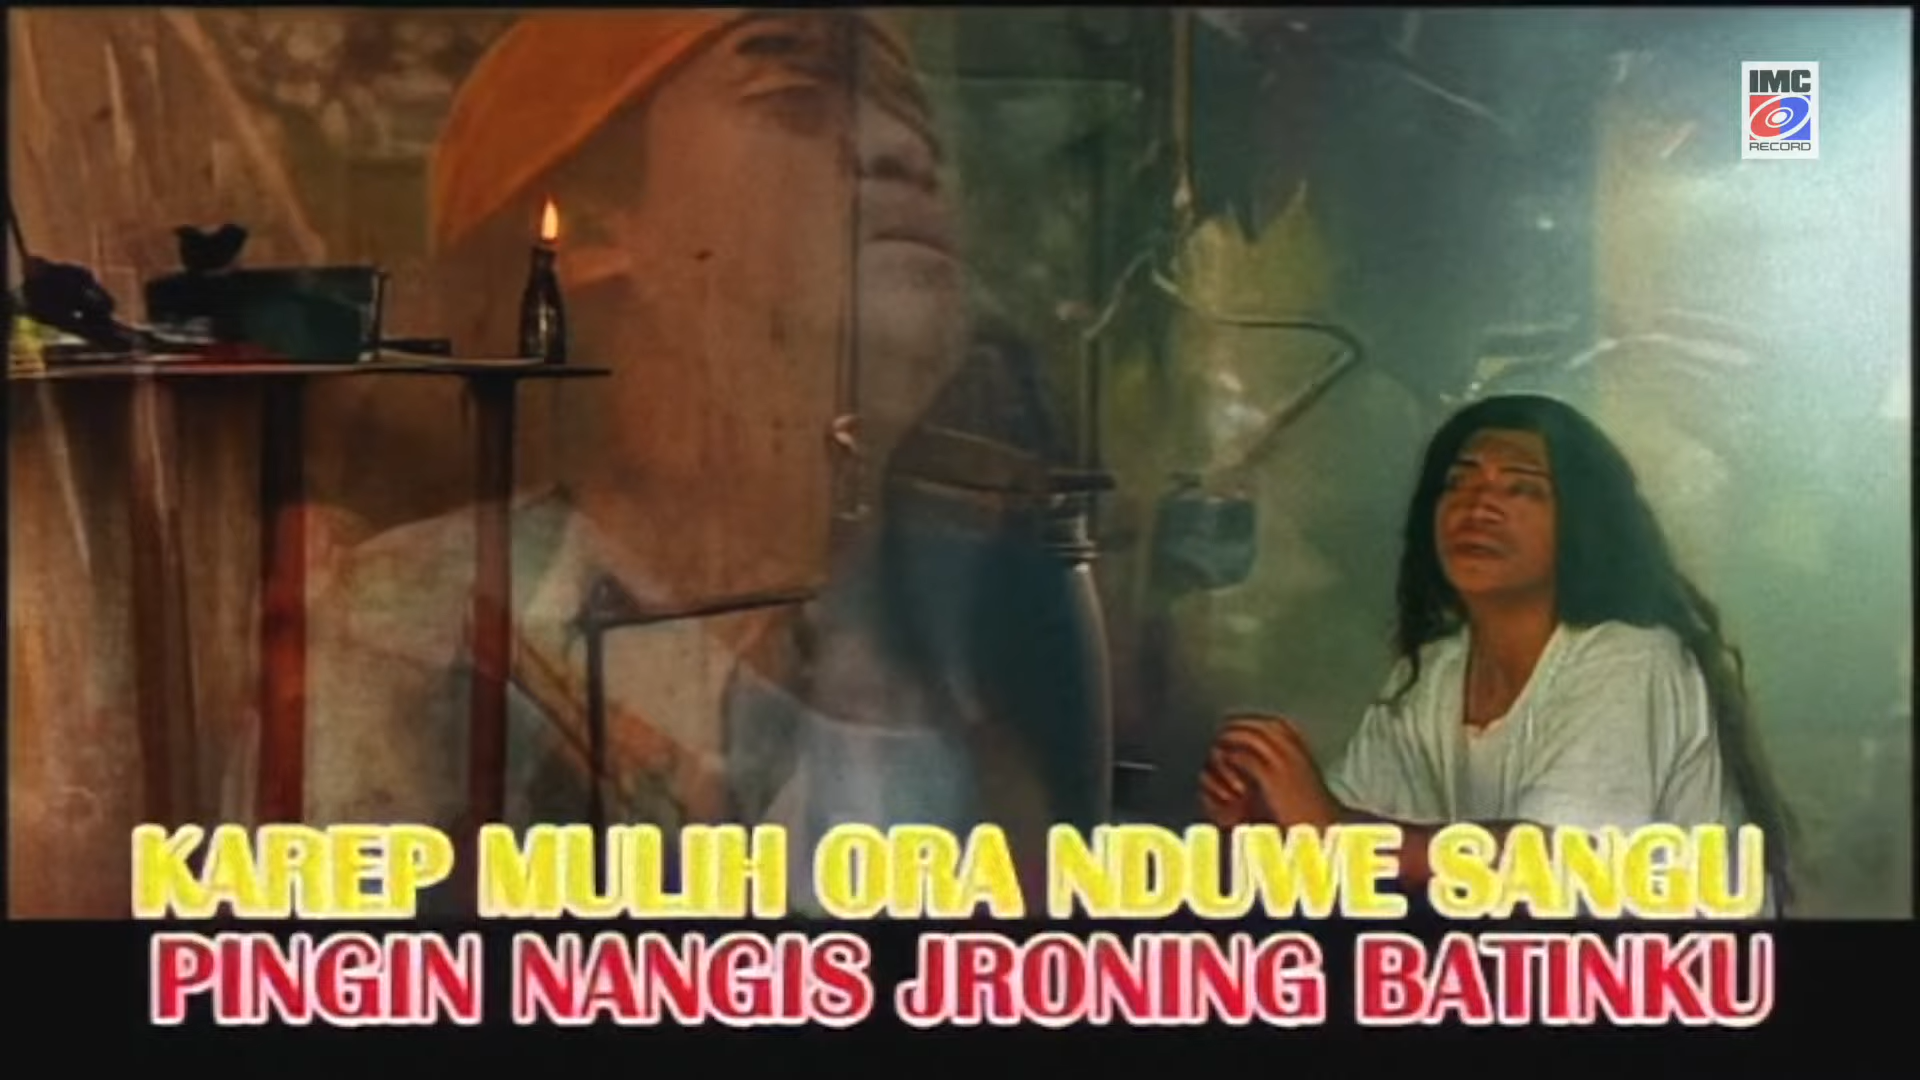 IMC
RECORD
KAREP MULIH ORA NDUWE SANGU
PINGIN NANGIS JRONING BATINKU